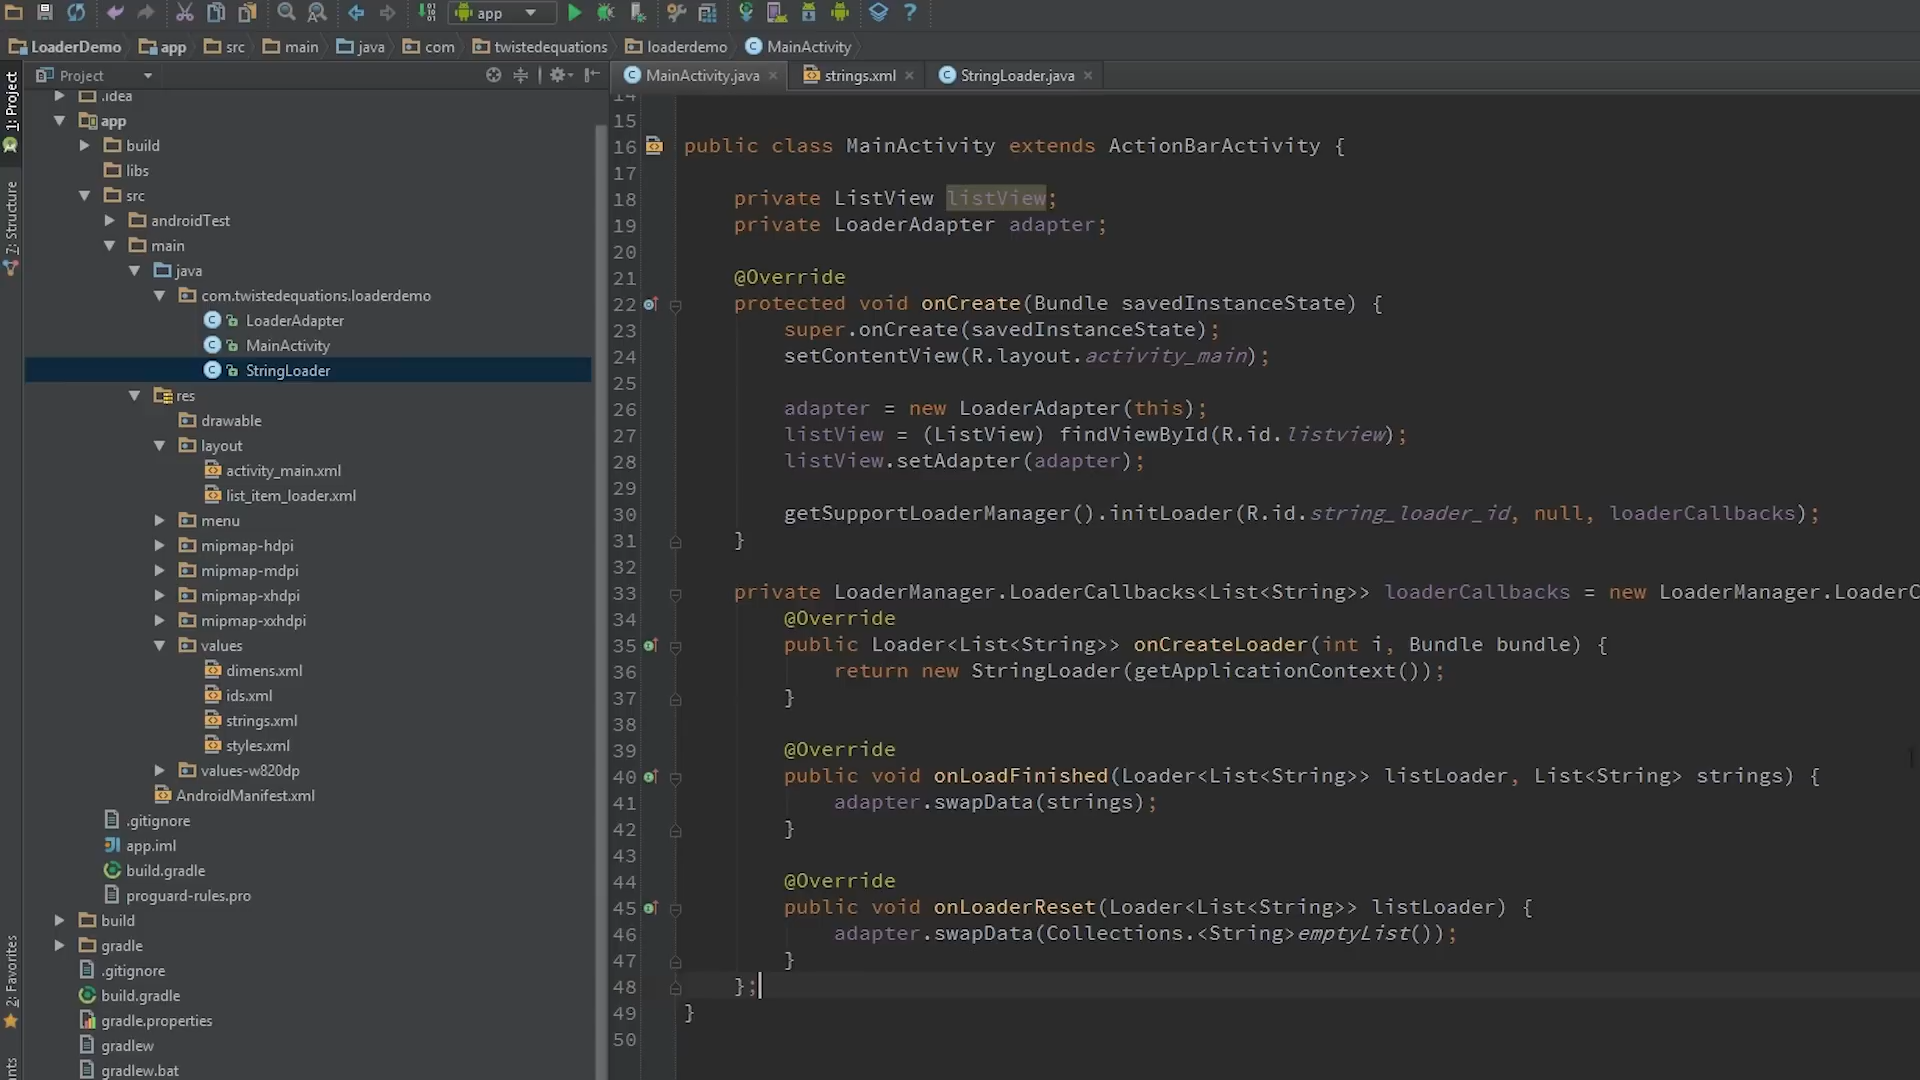 app
LoaderDemo app src main java com twistedequations loaderdemo MainActivity
Project
MainActivity.java strings.xml StringLoader.java
1: Project
7: Structure
2: Favorites
.idea
app
build
libs
src
androidTest
main
java
com.twistedequations.loaderdemo
LoaderAdapter
MainActivity
StringLoader
res
drawable
layout
activity_main.xml
list_item_loader.xml
menu
mipmap-hdpi
mipmap-mdpi
mipmap-xhdpi
mipmap-xxhdpi
values
dimens.xml
ids.xml
strings.xml
styles.xml
values-w820dp
AndroidManifest.xml
.gitignore
app.iml
build.gradle
proguard-rules.pro
build
gradle
.gitignore
build.gradle
gradle.properties
gradlew
gradlew.bat
14
15
16 public class MainActivity extends ActionBarActivity {
17
18 private ListView listView;
19 private LoaderAdapter adapter;
20
21 @Override
22 protected void onCreate(Bundle savedInstanceState) {
23 super.onCreate(savedInstanceState);
24 setContentView(R.layout.activity_main);
25
26 adapter = new LoaderAdapter(this);
27 listView = (ListView) findViewById(R.id.listview);
28 listView.setAdapter(adapter);
29
30 getSupportLoaderManager().initLoader(R.id.string_loader_id, null, loaderCallbacks);
31 }
32
33 private LoaderManager.LoaderCallbacks<List<String>> loaderCallbacks = new LoaderManager.LoaderC
34 @Override
35 public Loader<List<String>> onCreateLoader(int i, Bundle bundle) {
36 return new StringLoader(getApplicationContext());
37 }
38
39 @Override
40 public void onLoadFinished(Loader<List<String>> listLoader, List<String> strings) {
41 adapter.swapData(strings);
42 }
43
44 @Override
45 public void onLoaderReset(Loader<List<String>> listLoader) {
46 adapter.swapData(Collections.<String>emptyList());
47 }
48 };
49 }
50